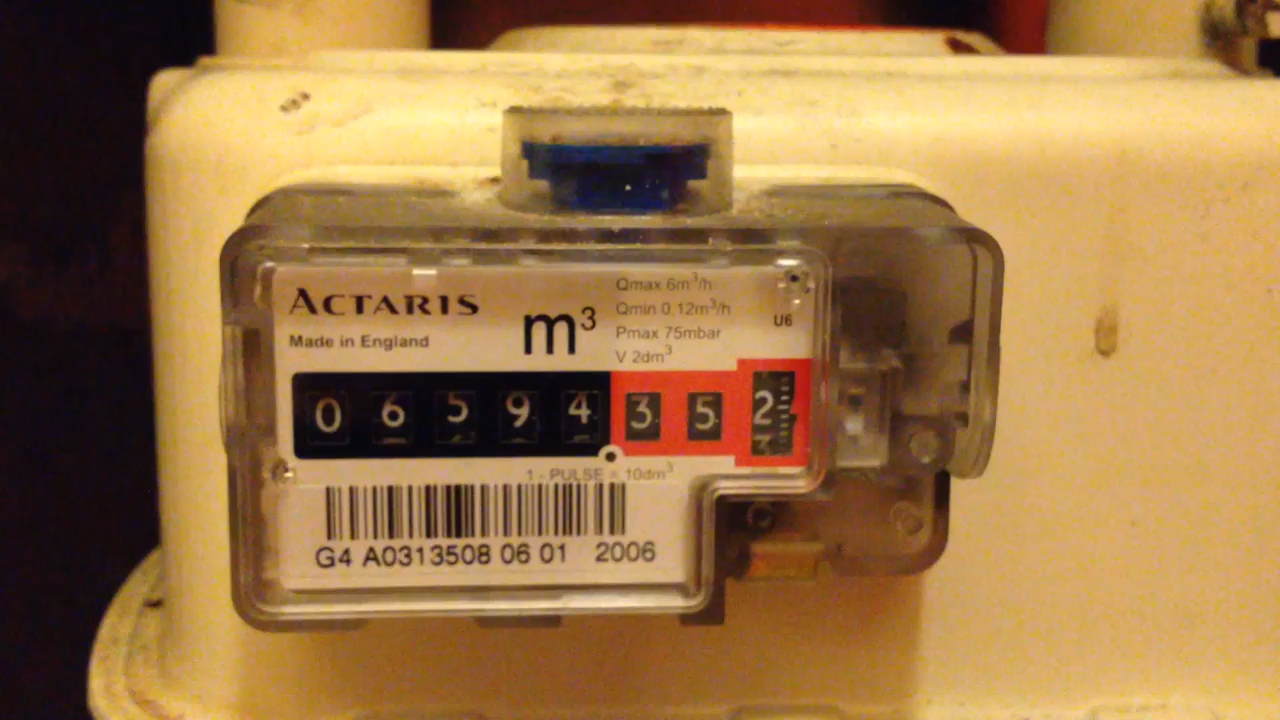 ACTARIS
Made in England
m³
Qmax 6m³/h
Qmin 0.12m³/h
Pmax 75mbar
V 2dm³
U6
0 6 5 9 4 3 5 2
3
1 - PULSE = 10dm³
G4 A0313508 06 01 2006